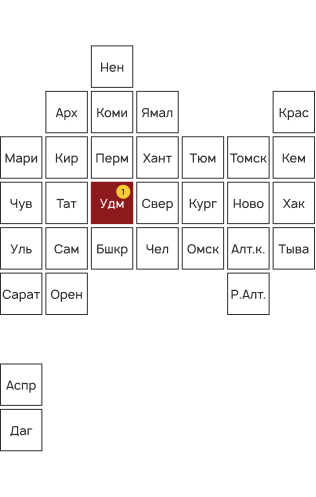 Нен
Арх Коми Ямал Крас
Мари Кир Перм Хант Тюм Томск Кем
Чув Тат Удм 1 Свер Кург Ново Хак
Уль Сам Бшкр Чел Омск Алт.к. Тыва
Сарат Орен Р.Алт.
Аспр
Даг